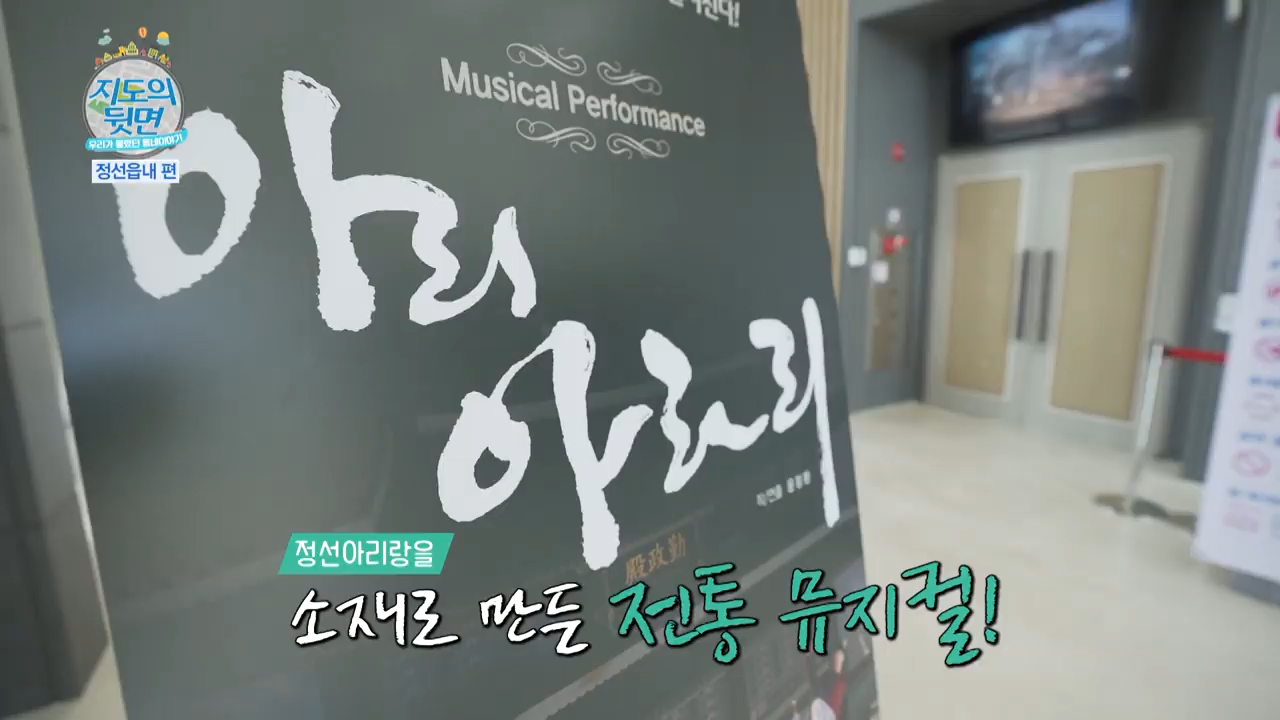 지도의
뒷면
우리가 몰랐던 동네이야기
정선읍내 편
Musical Performance
아리
아라리
殿政勤
정선아리랑을
소재로 만든 전통 뮤지컬!